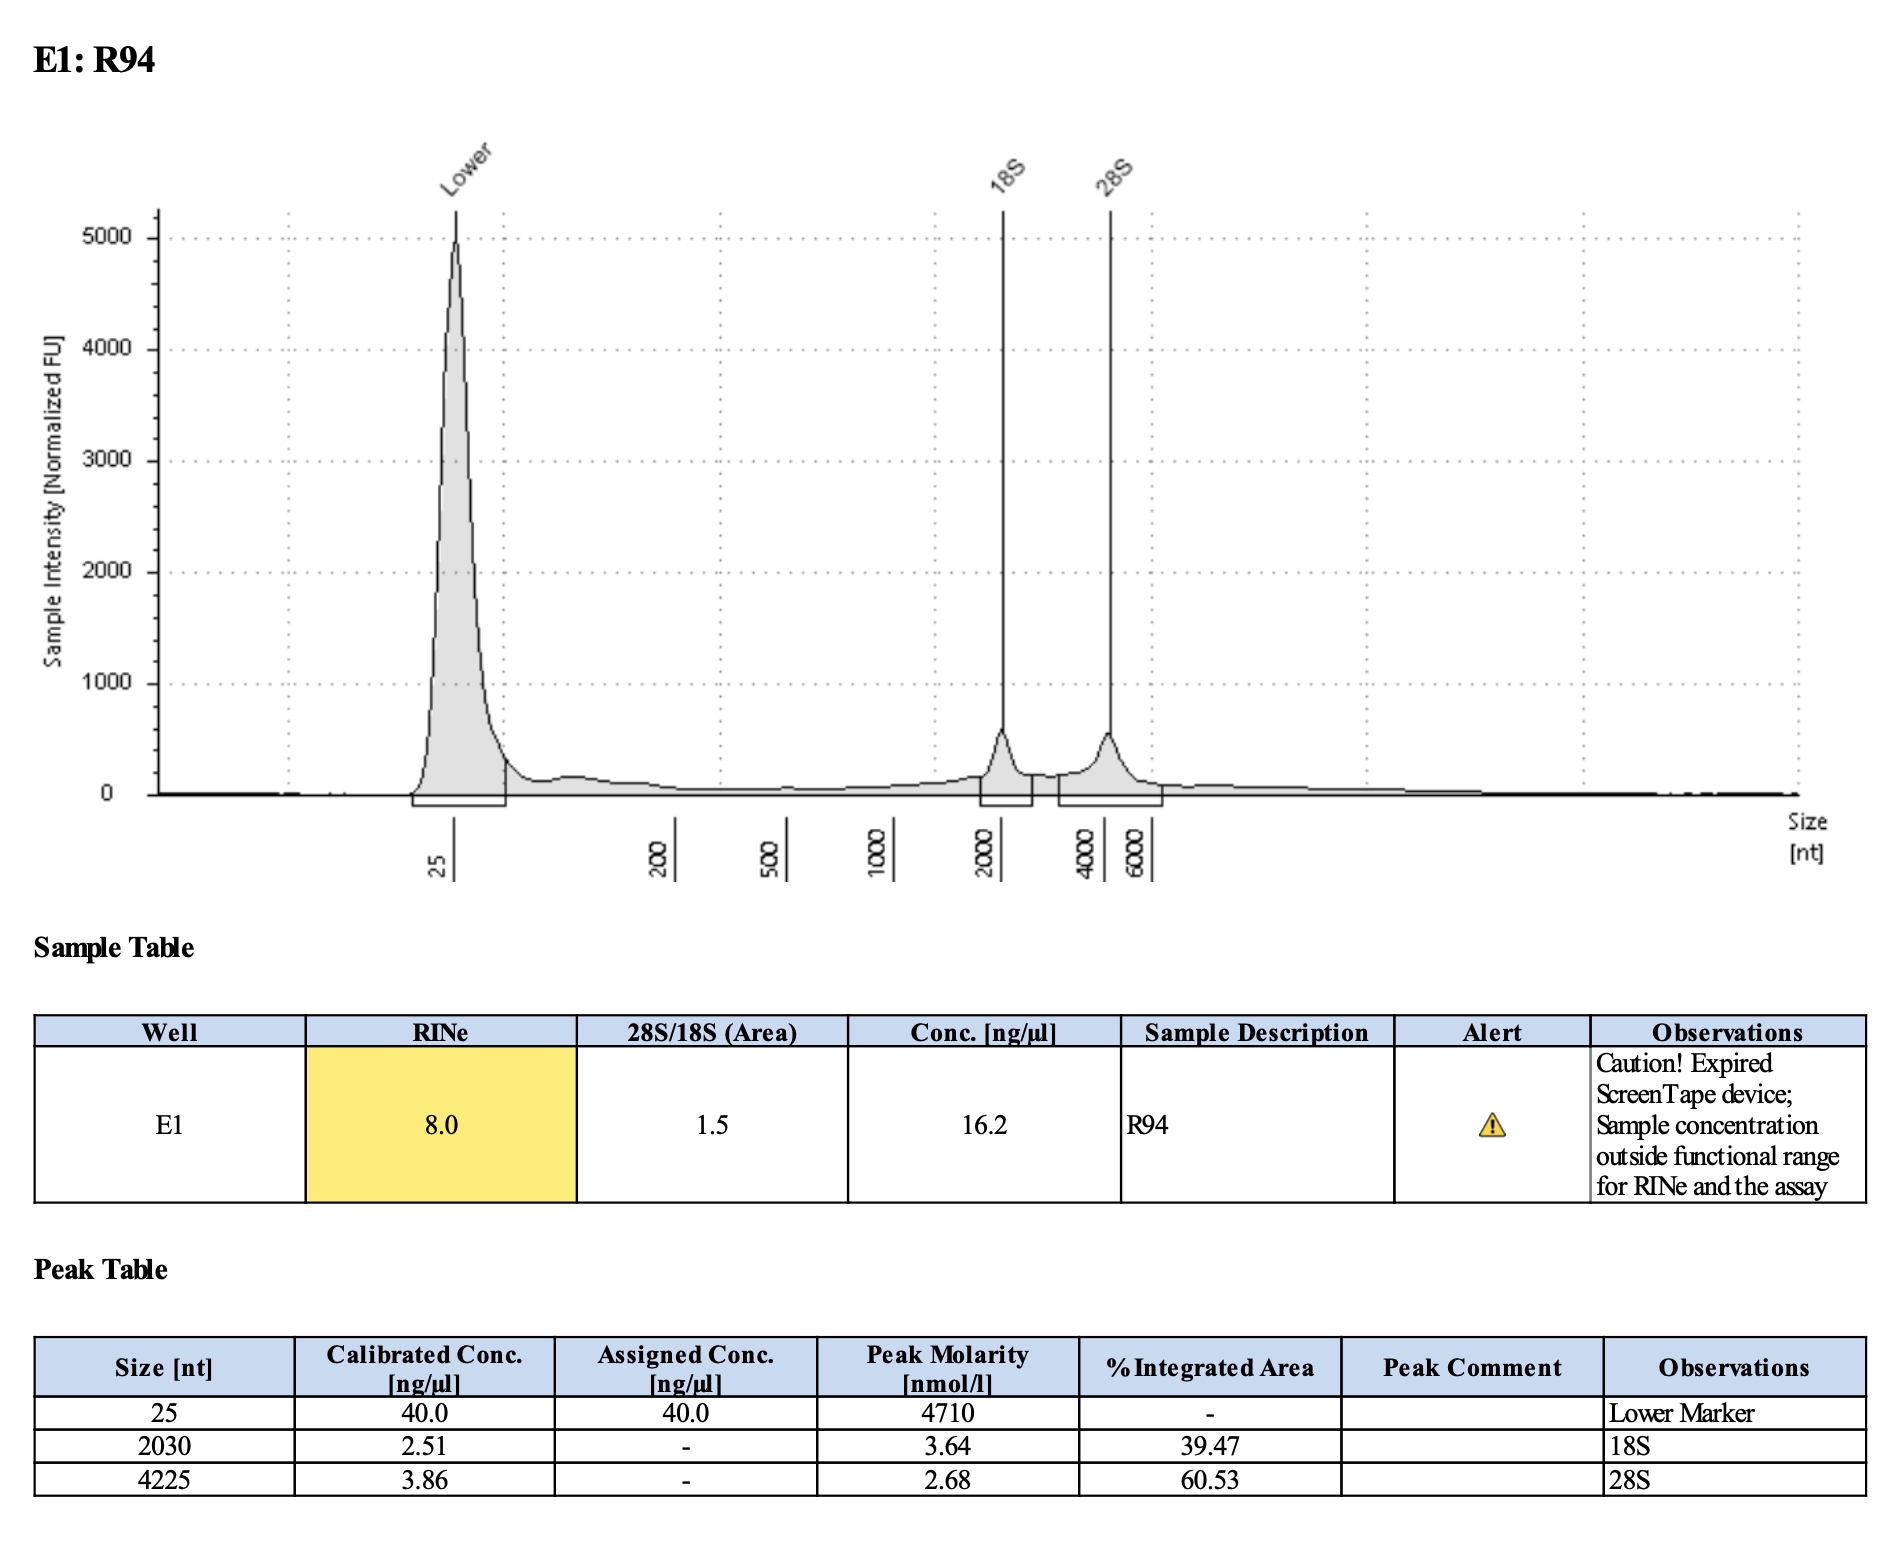 E1: R94
Lower
18S
28S
5000
4000
3000
2000
1000
0
Sample Intensity [Normalized FU]
25
200
500
1000
2000
4000
6000
Size
[nt]
Sample Table
Well RINe 28S/18S (Area) Conc. [ng/µl] Sample Description Alert Observations
E1 8.0 1.5 16.2 R94
Caution! Expired
ScreenTape device;
Sample concentration
outside functional range
for RINe and the assay
Peak Table
Size [nt] Calibrated Conc. [ng/µl] Assigned Conc. [ng/µl] Peak Molarity [nmol/l] %Integrated Area Peak Comment Observations
25 40.0 40.0 4710 - Lower Marker
2030 2.51 - 3.64 39.47 18S
4225 3.86 - 2.68 60.53 28S